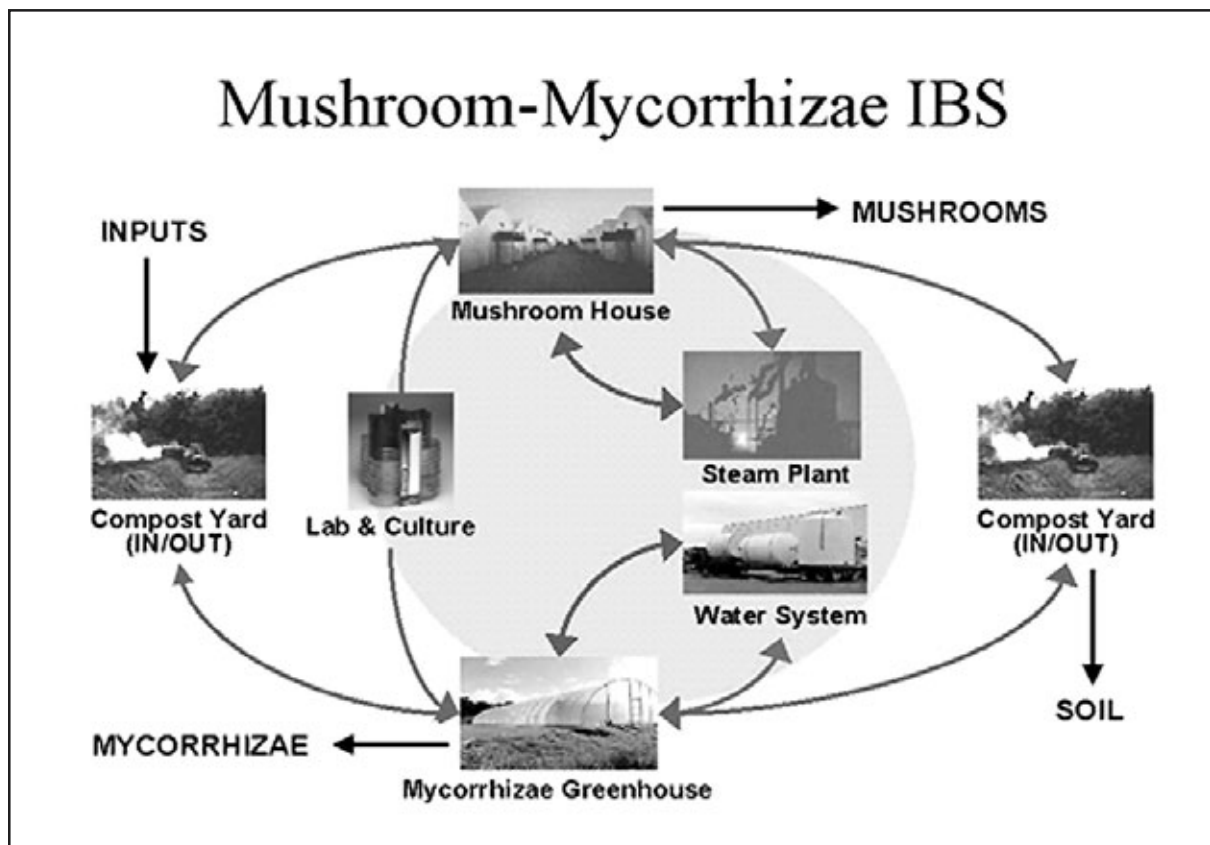 Mushroom-Mycorrhizae IBS
INPUTS
MUSHROOMS
Mushroom House
Steam Plant
Compost Yard
(IN/OUT)
Lab & Culture
Compost Yard
(IN/OUT)
Water System
SOIL
MYCORRHIZAE
Mycorrhizae Greenhouse